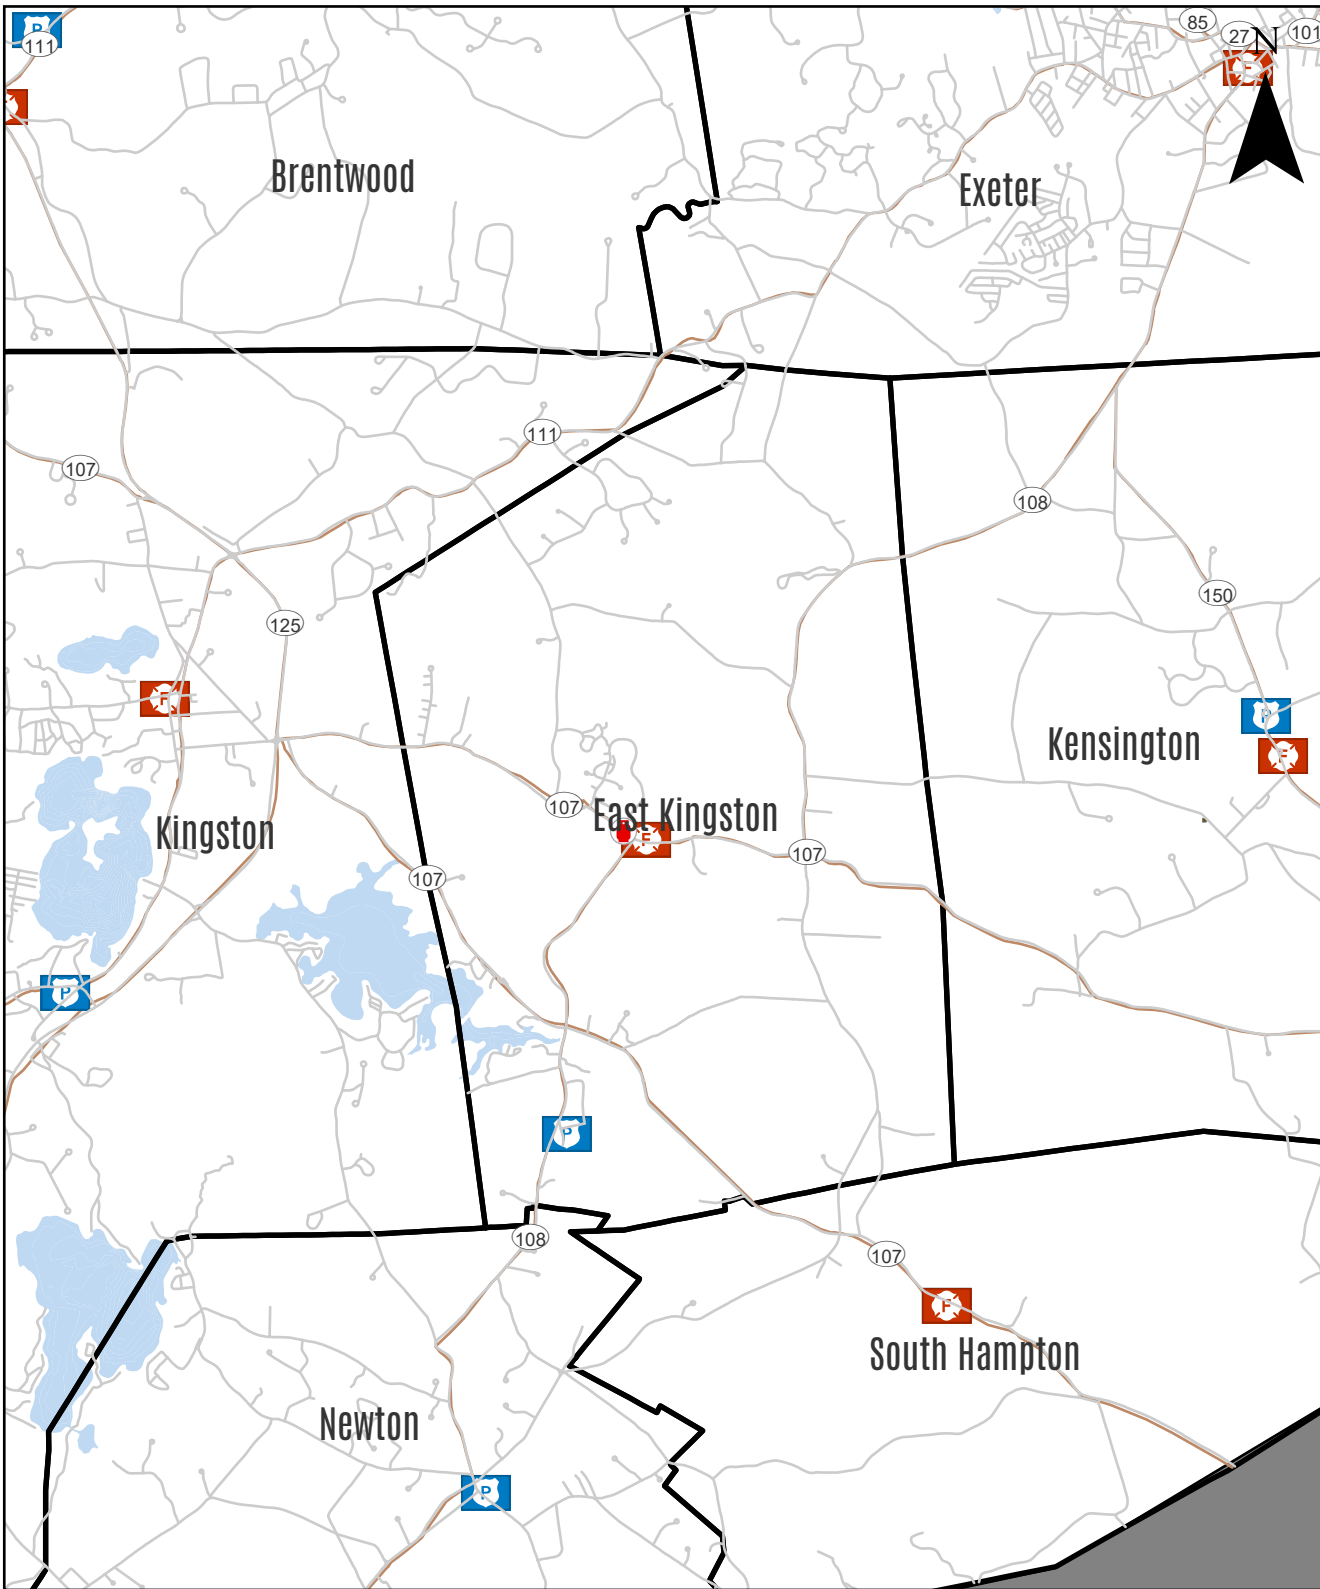 P
111
85
27
N
101
F
Brentwood
Exeter
111
107
108
150
125
F
P
Kensington
F
107
East Kingston
F
Kingston
107
107
P
P
108
107
F
South Hampton
Newton
P